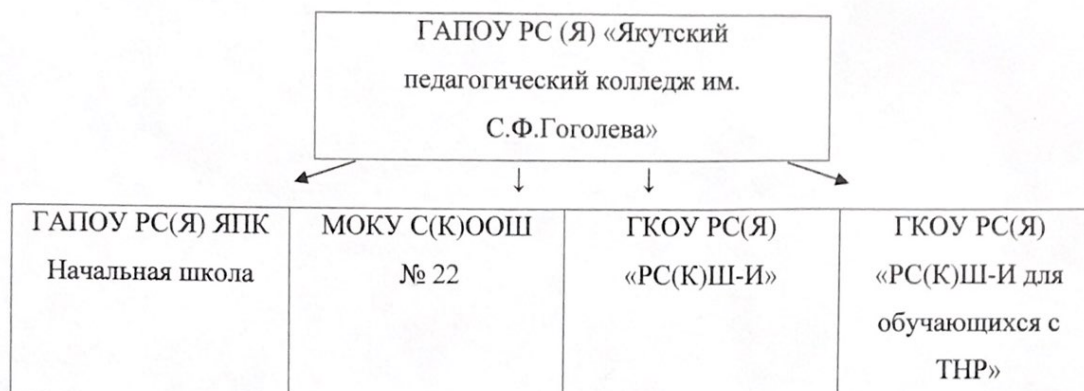 ГАПОУ РС (Я) «Якутский
педагогический колледж им.
С.Ф.Гоголева»
ГАПОУ РС(Я) ЯПК
Начальная школа
МОКУ С(К)ООШ
№ 22
ГКОУ РС(Я)
«РС(К)Ш-И»
ГКОУ РС(Я)
«РС(К)Ш-И для
обучающихся с
ТНР»